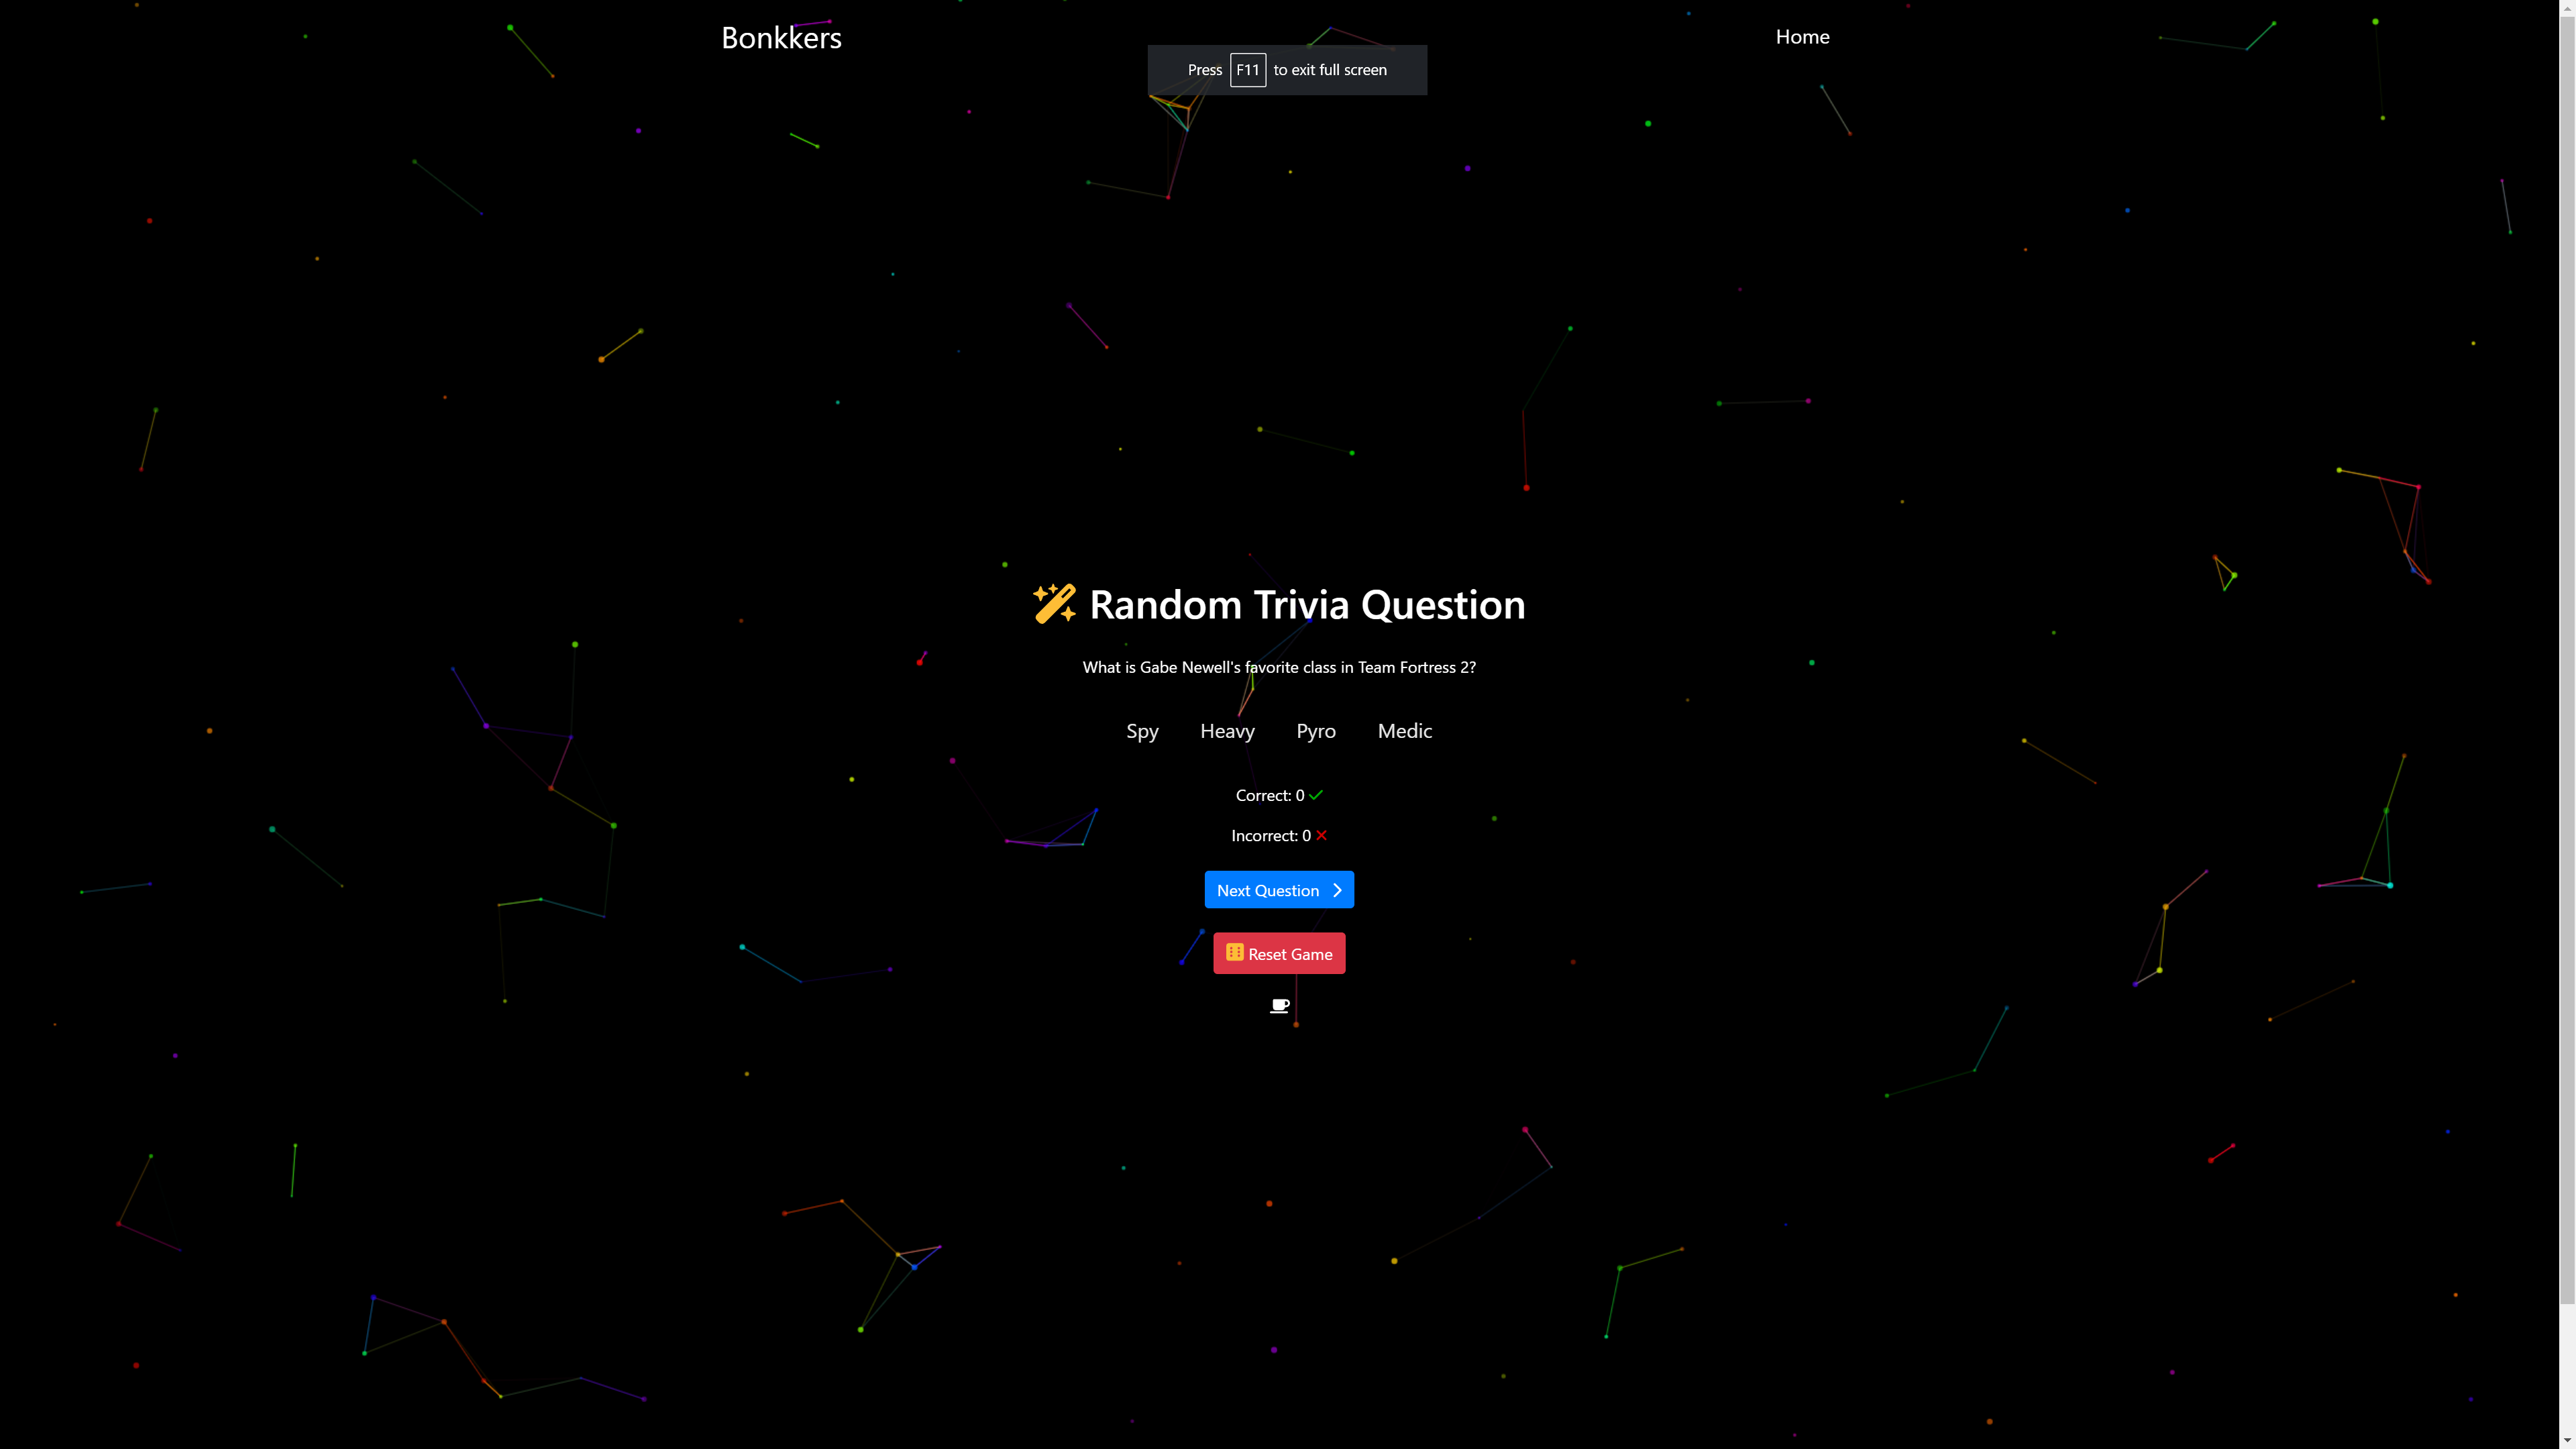 Bonkkers
Home
Press F11 to exit full screen
Random Trivia Question
What is Gabe Newell's favorite class in Team Fortress 2?
Spy Heavy Pyro Medic
Correct: 0
Incorrect: 0
Next Question
Reset Game